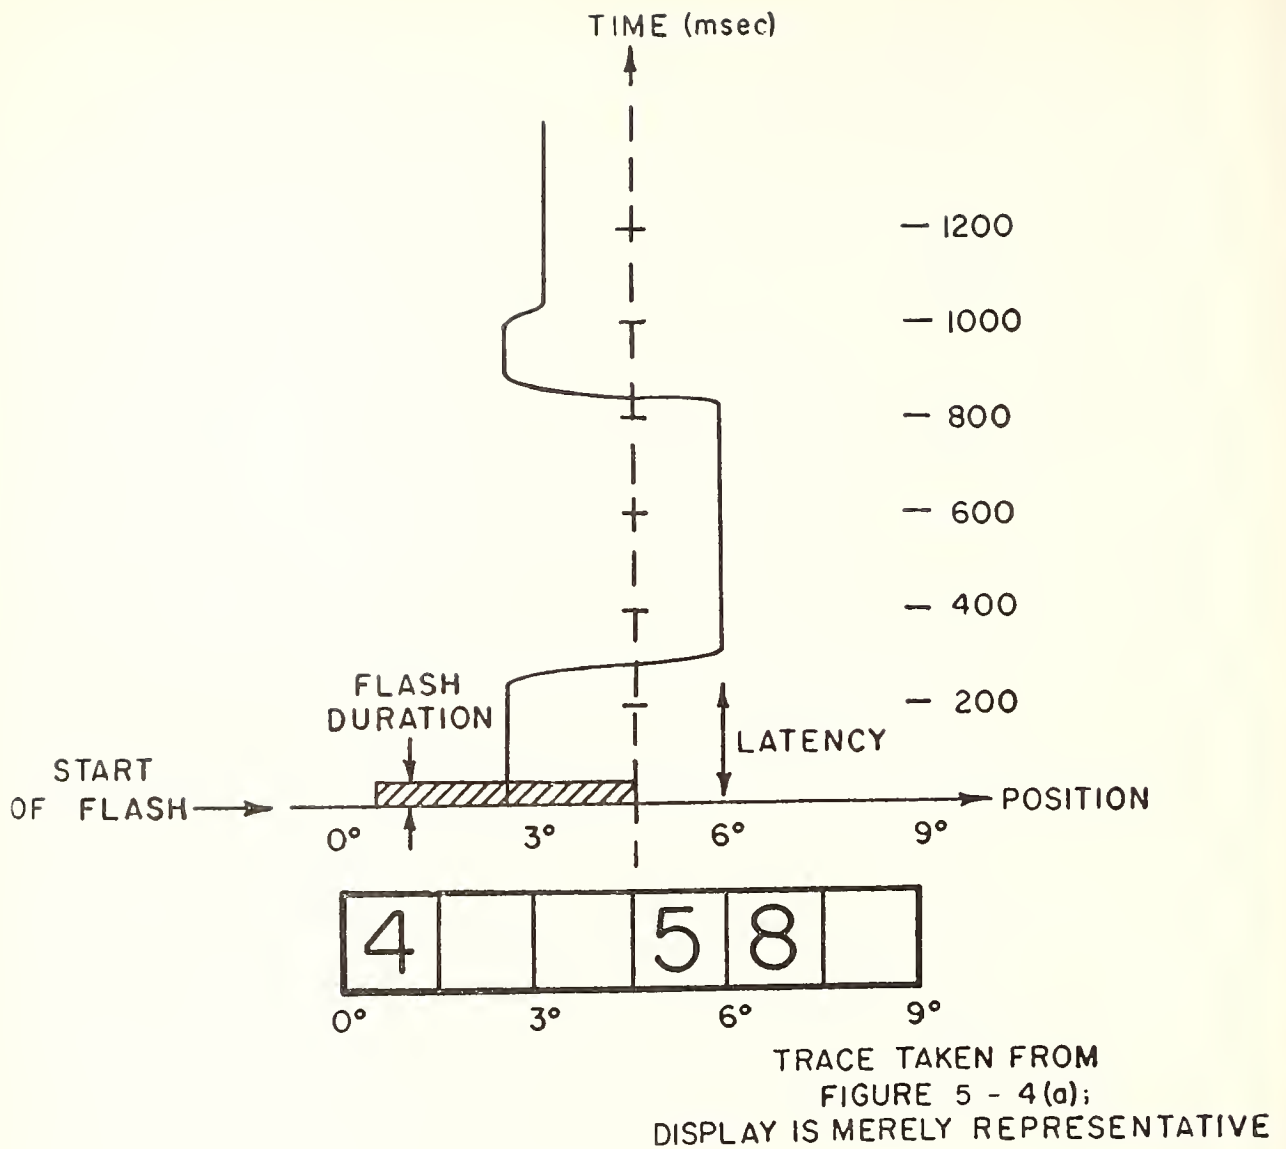 TIME (msec)
— 1200
— 1000
— 800
— 600
— 400
— 200
FLASH
DURATION
LATENCY
START
OF FLASH
POSITION
0° 3° 6° 9°
4 5 8
0° 3° 6° 9°
TRACE TAKEN FROM
FIGURE 5 - 4(a);
DISPLAY IS MERELY REPRESENTATIVE